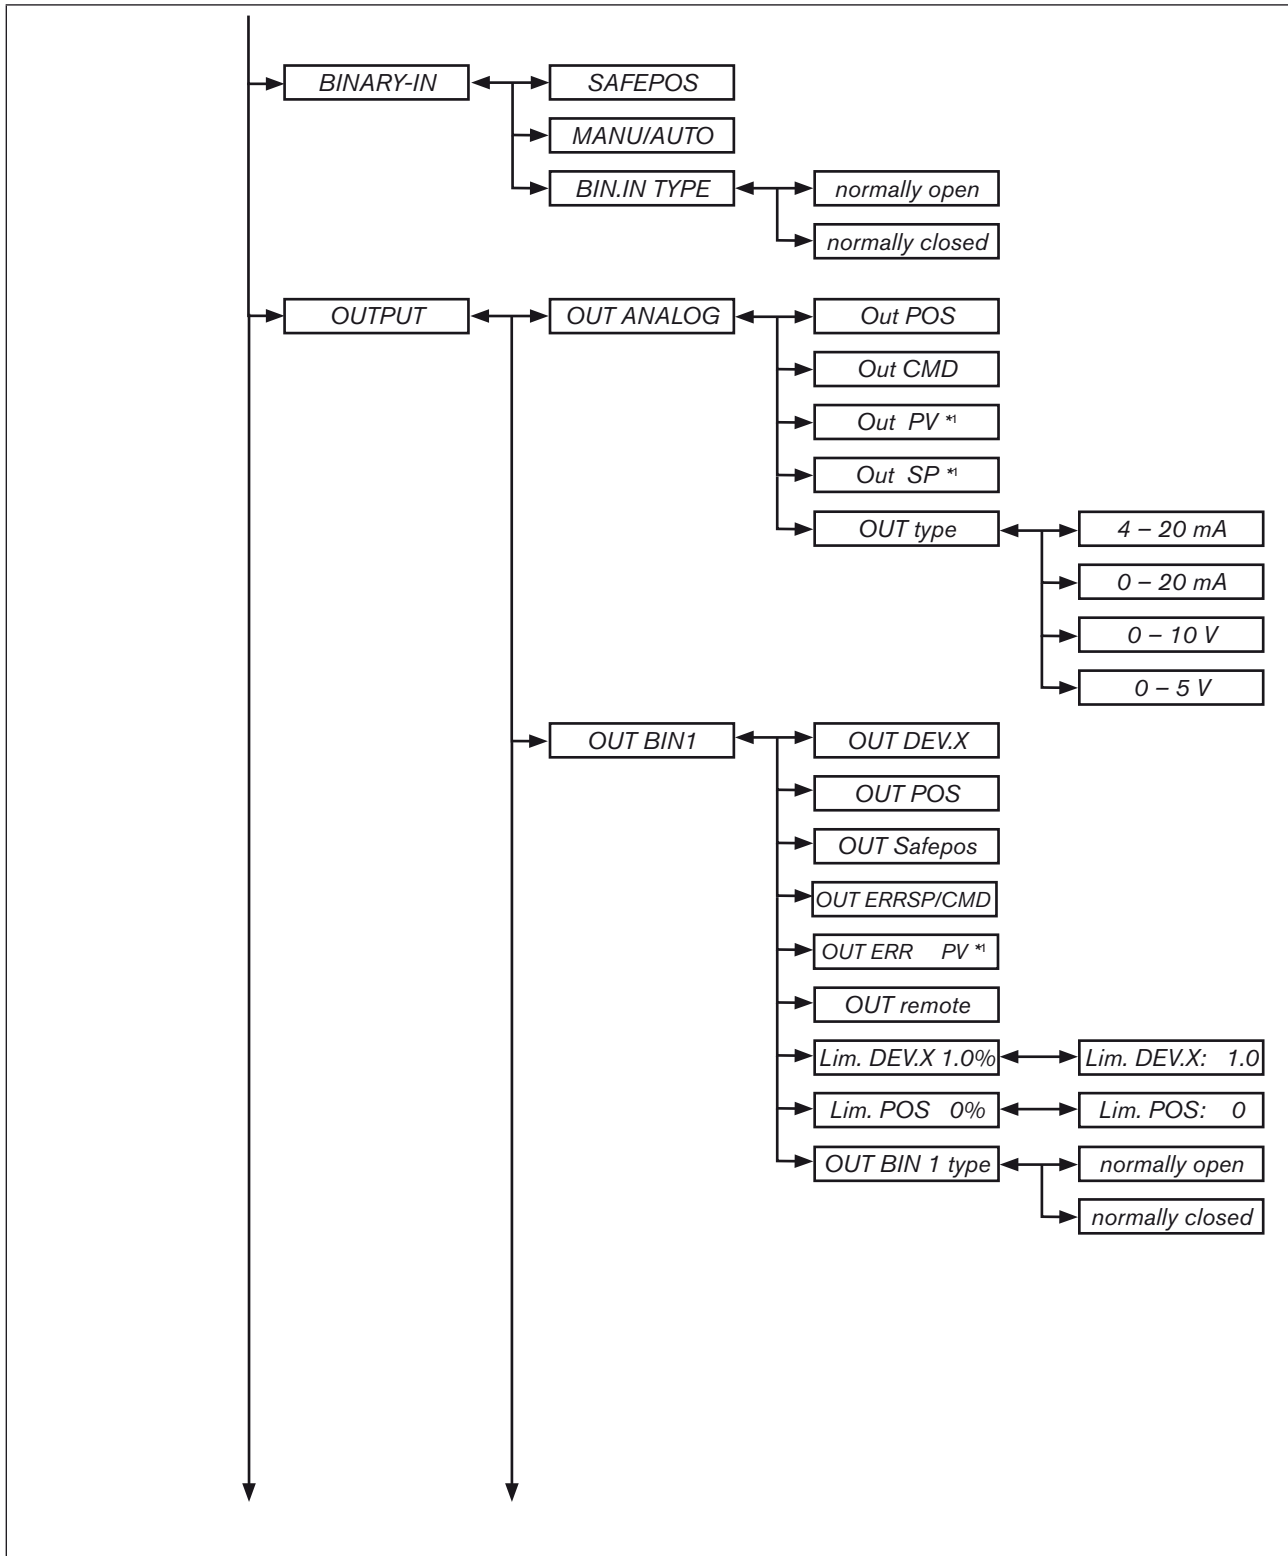 BINARY-IN
SAFEPOS
MANU/AUTO
BIN.IN TYPE
normally open
normally closed
OUTPUT
OUT ANALOG
Out POS
Out CMD
Out  PV *1
Out  SP *1
OUT type
4 – 20 mA
0 – 20 mA
0 – 10 V
0 – 5 V
OUT BIN1
OUT DEV.X
OUT POS
OUT Safepos
OUT ERRSP/CMD
OUT ERR    PV *1
OUT remote
Lim. DEV.X 1.0%
Lim. DEV.X:   1.0
Lim. POS   0%
Lim. POS:   0
OUT BIN 1 type
normally open
normally closed